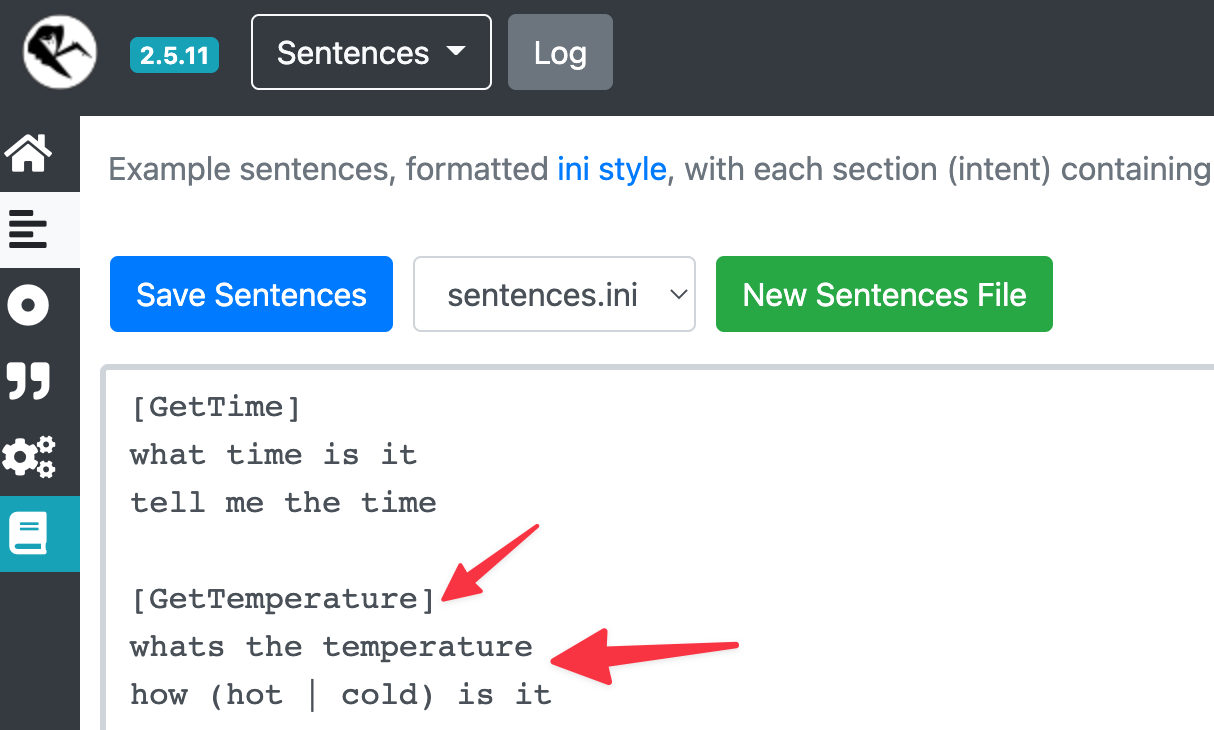 2.5.11 Sentences Log
Example sentences, formatted ini style, with each section (intent) containing
Save Sentences sentences.ini New Sentences File
[GetTime]
what time is it
tell me the time
[GetTemperature]
whats the temperature
how (hot | cold) is it